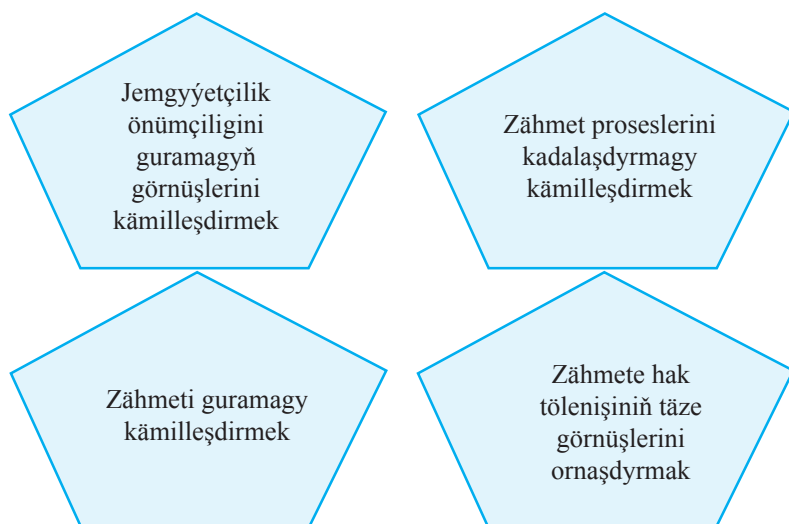 Jemgyýetçilik
önümçiligini
guramagyň
görnüşlerini
kämilleşdirmek
Zähmet proseslerini
kadalaşdyrmagy
kämilleşdirmek
Zähmeti guramagy
kämilleşdirmek
Zähmete hak
tölenişiniň täze
görnüşlerini
ornaşdyrmak